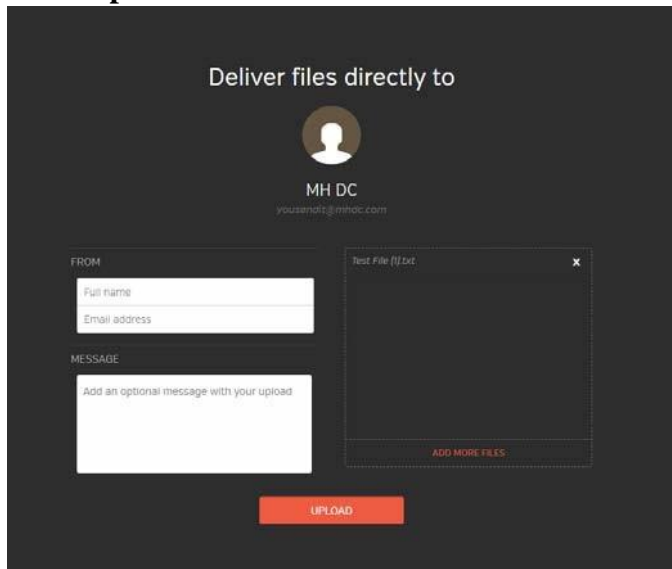 Deliver files directly to
MH DC
yousendit@mhdc.com
FROM
Full name
Email address
MESSAGE
Add an optional message with your upload
Test File (1).txt
x
ADD MORE FILES
UPLOAD